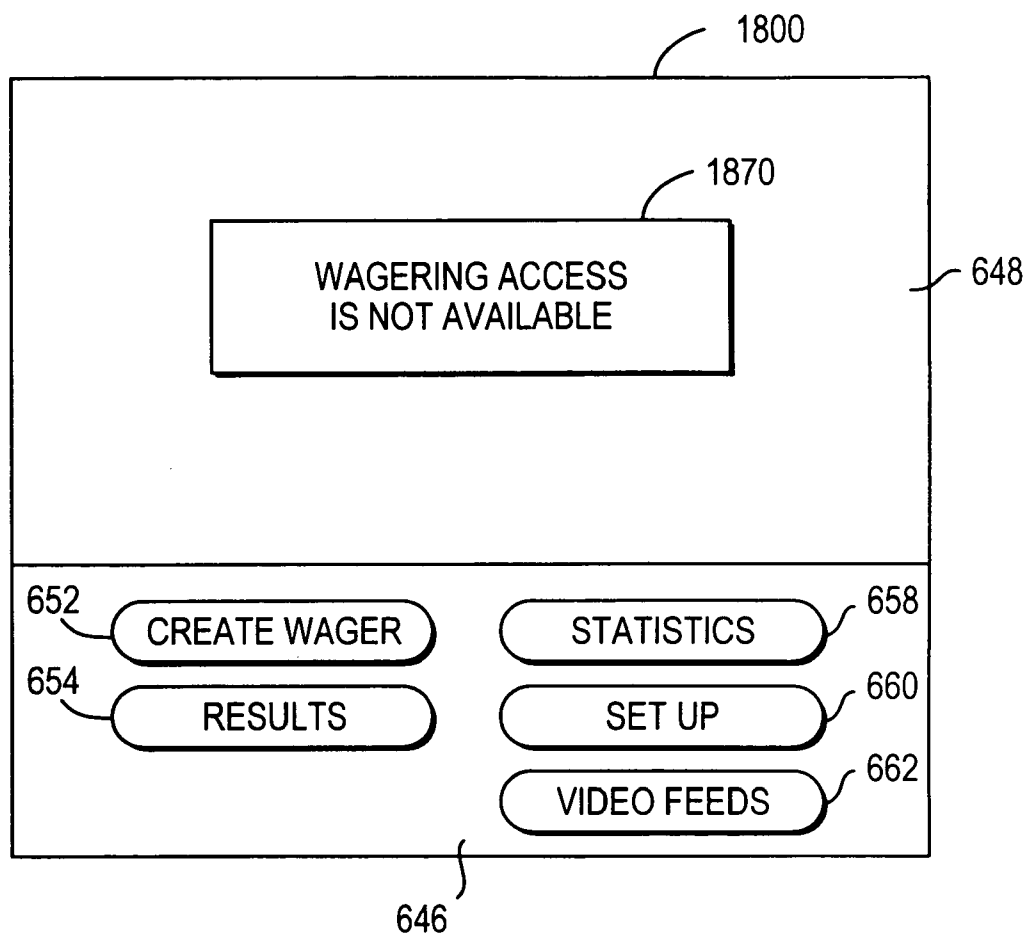 1800
1870
WAGERING ACCESS
IS NOT AVAILABLE
648
652
CREATE WAGER
STATISTICS
658
654
RESULTS
SET UP
660
VIDEO FEEDS
662
646